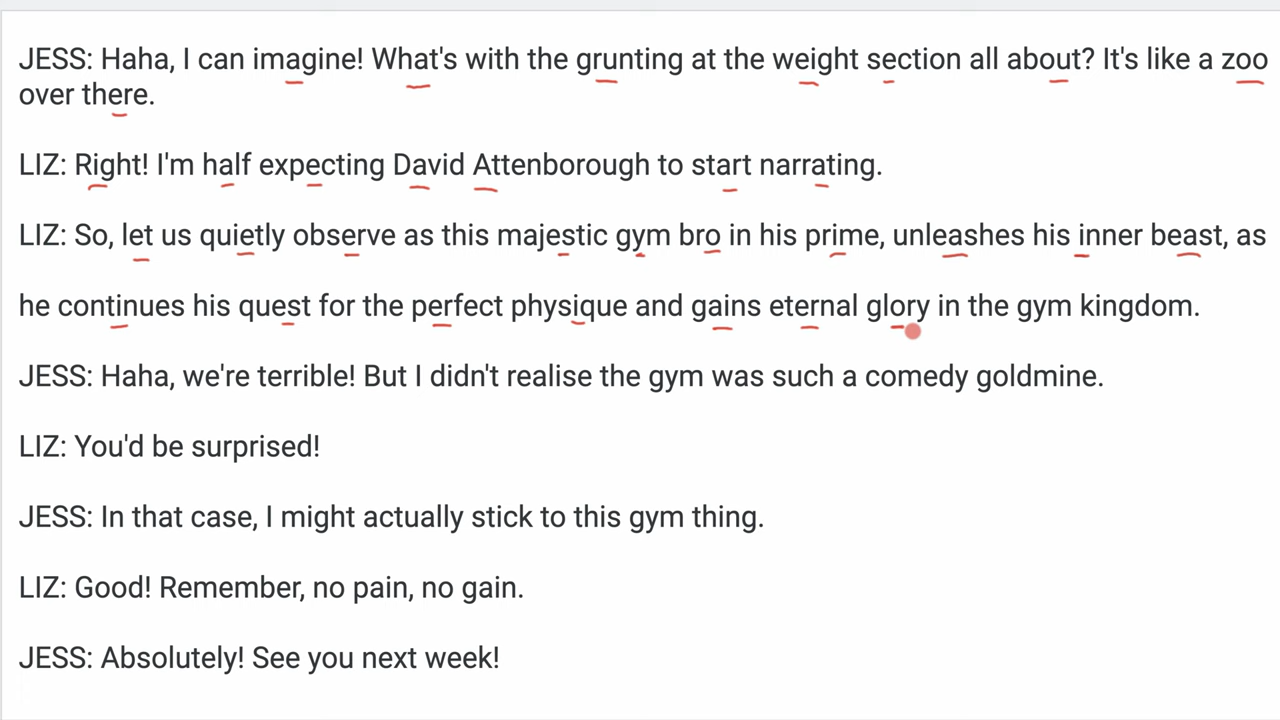 JESS: Haha, I can imagine! What's with the grunting at the weight section all about? It's like a zoo
over there.
LIZ: Right! I'm half expecting David Attenborough to start narrating.
LIZ: So, let us quietly observe as this majestic gym bro in his prime, unleashes his inner beast, as
he continues his quest for the perfect physique and gains eternal glory in the gym kingdom.
JESS: Haha, we're terrible! But I didn't realise the gym was such a comedy goldmine.
LIZ: You'd be surprised!
JESS: In that case, I might actually stick to this gym thing.
LIZ: Good! Remember, no pain, no gain.
JESS: Absolutely! See you next week!